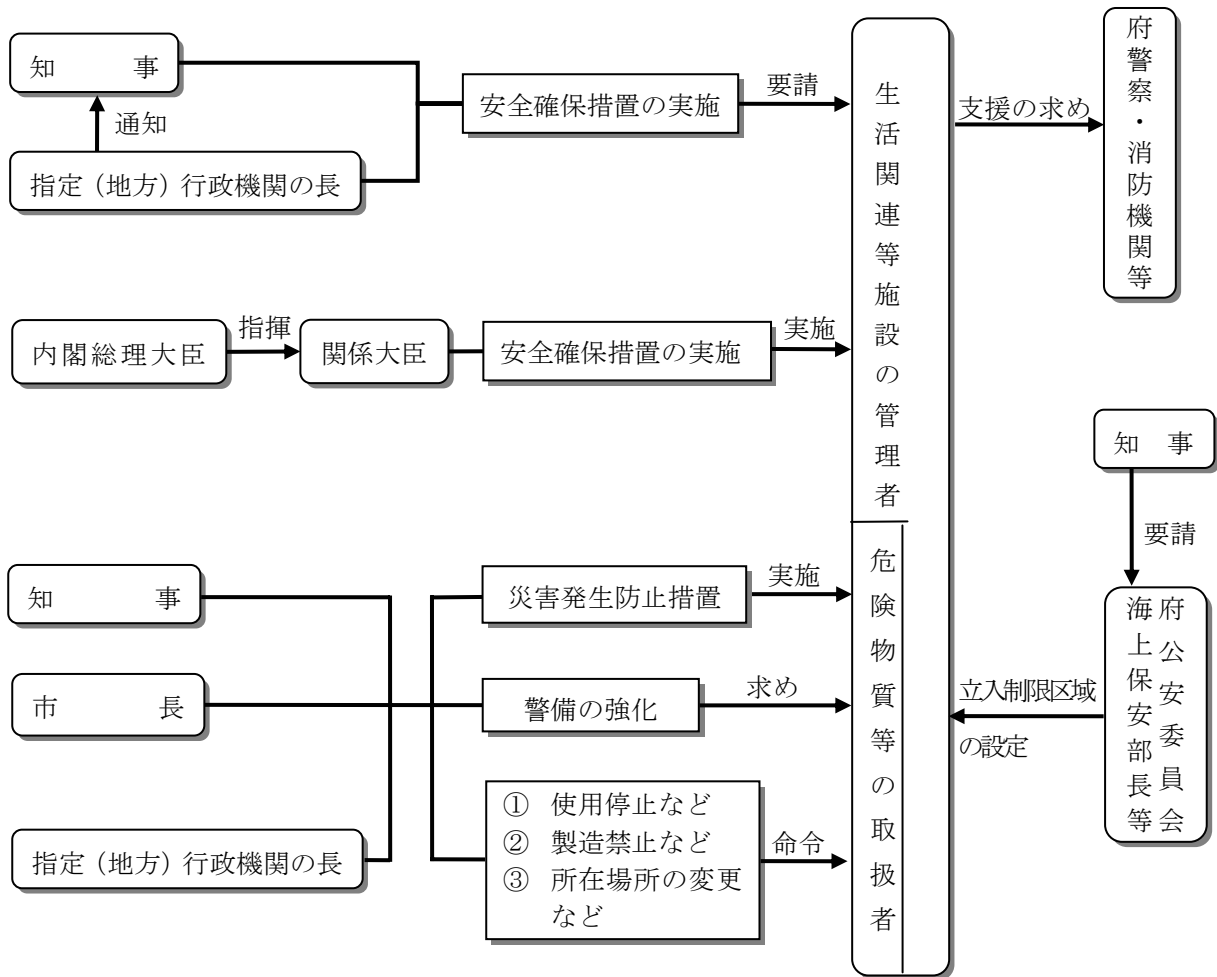 知　　　事
通知
指定（地方）行政機関の長
安全確保措置の実施
要請
内閣総理大臣
指揮
関係大臣
安全確保措置の実施
実施
知　　　事
市　　　長
指定（地方）行政機関の長
災害発生防止措置
実施
警備の強化
求め
①　使用停止など
②　製造禁止など
③　所在場所の変更
など
命令
生活関連等施設の管理者
危険物質等の取扱者
支援の求め
府警察・消防機関等
知　事
要請
府公安委員会
海上保安部長等
立入制限区域
の設定